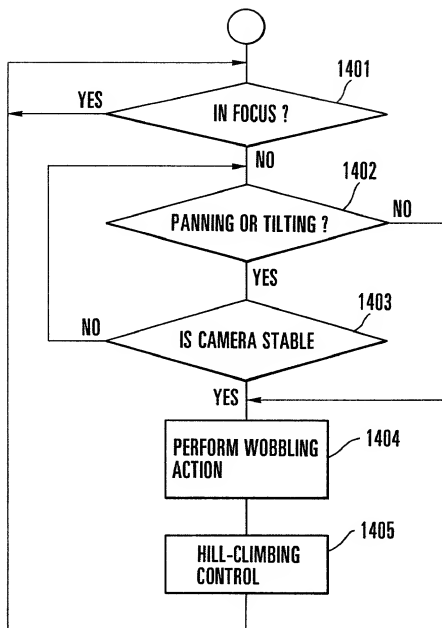 1401
YES
IN FOCUS ?
NO
1402
PANNING OR TILTING ?
NO
YES
1403
NO
IS CAMERA STABLE
YES
PERFORM WOBBLING
ACTION
1404
1405
HILL-CLIMBING
CONTROL